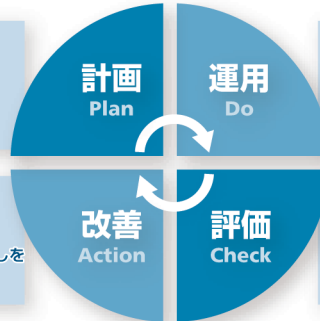 計画
Plan
運用
Do
改善
Action
評価
Check
しを